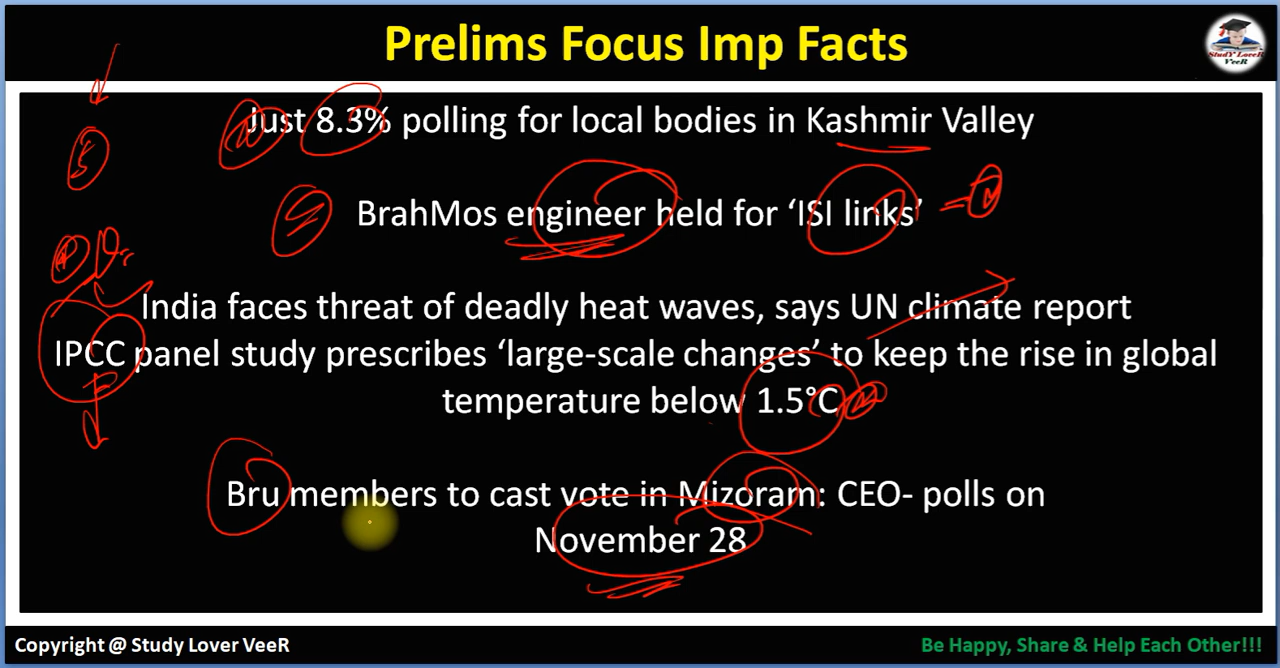 Prelims Focus Imp Facts
StudY LoveR
VeeR
Just 8.3% polling for local bodies in Kashmir Valley
BrahMos engineer held for ‘ISI links’
India faces threat of deadly heat waves, says UN climate report
IPCC panel study prescribes ‘large-scale changes’ to keep the rise in global
temperature below 1.5°C
Bru members to cast vote in Mizoram: CEO- polls on
November 28
Copyright @ Study Lover VeeR
Be Happy, Share & Help Each Other!!!